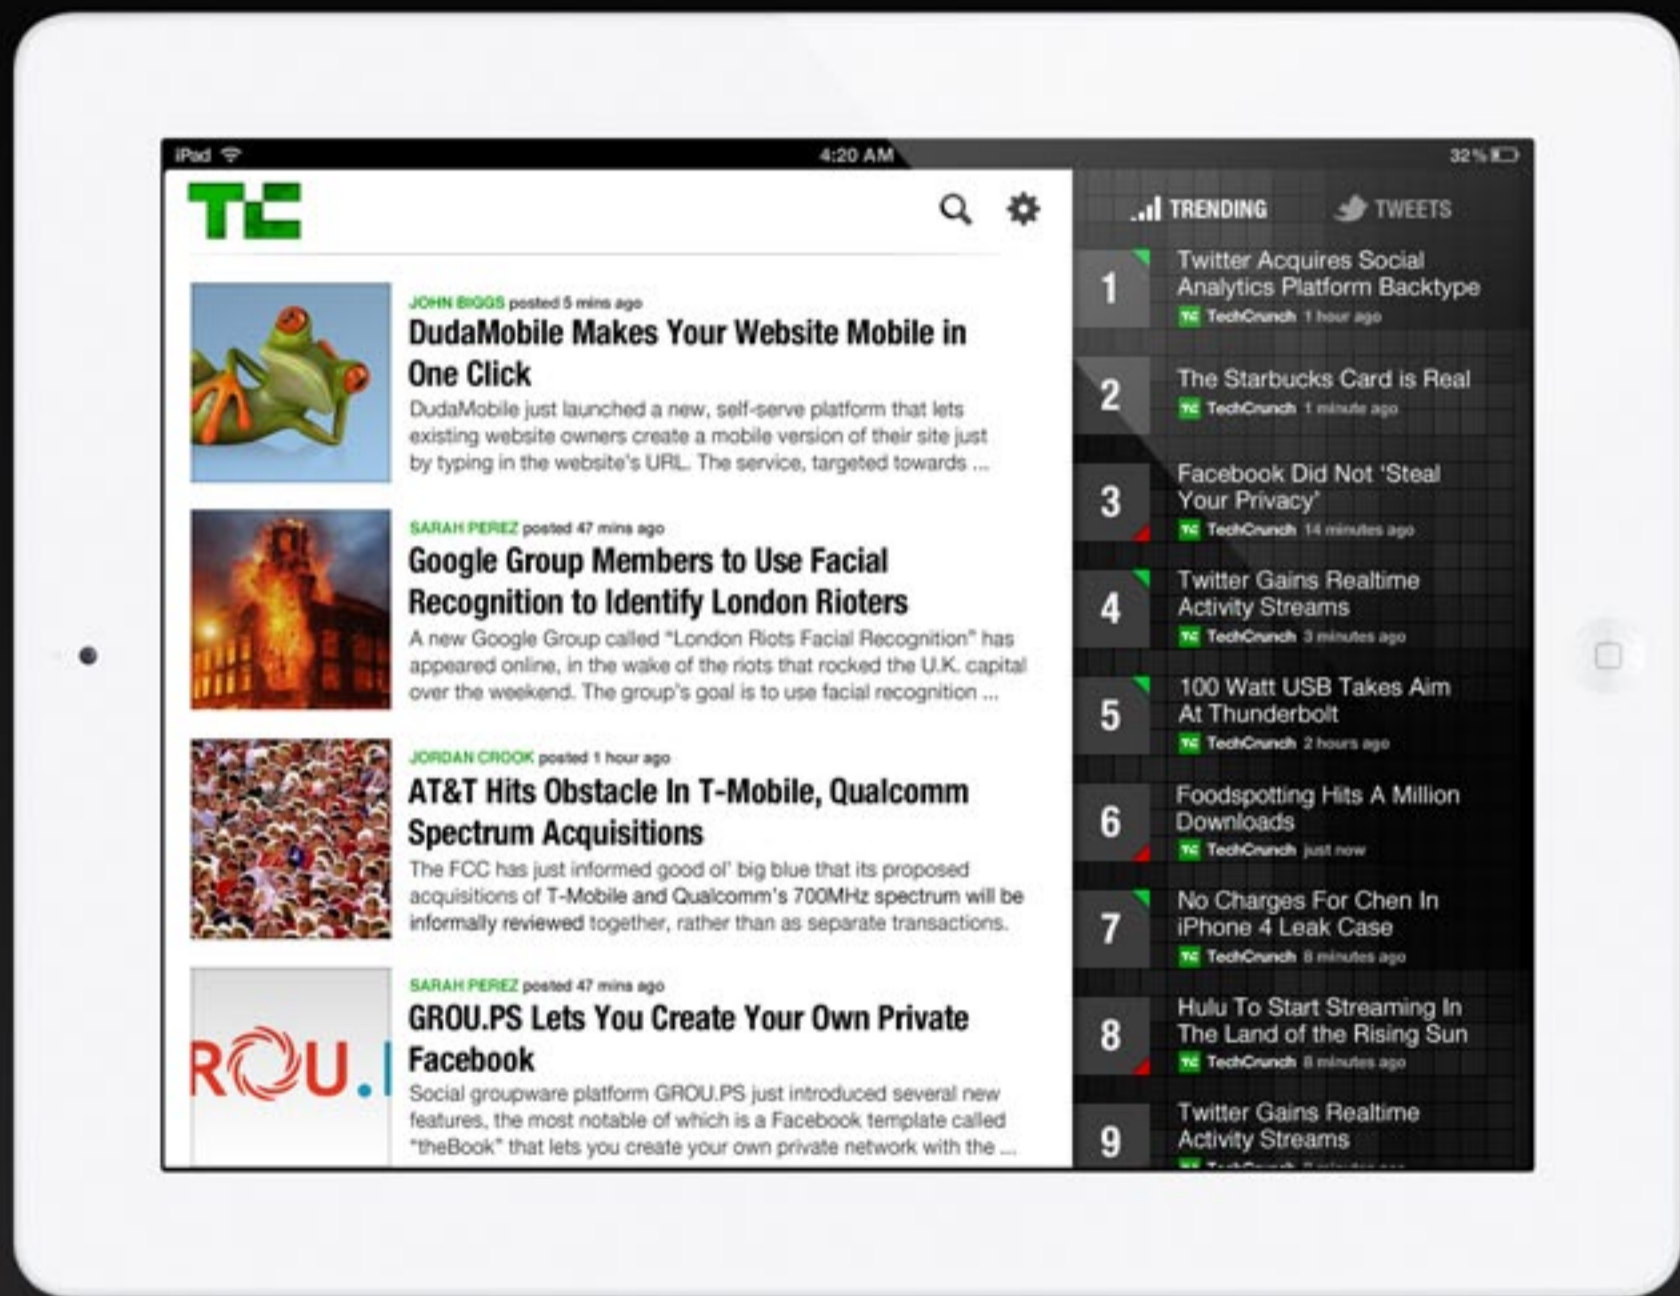 iPad
4:20 AM
32%
TC
TRENDING
TWEETS
JOHN BIGGS posted 5 mins ago
DudaMobile Makes Your Website Mobile in
One Click
DudaMobile just launched a new, self-serve platform that lets
existing website owners create a mobile version of their site just
by typing in the website's URL. The service, targeted towards ...
SARAH PEREZ posted 47 mins ago
Google Group Members to Use Facial
Recognition to Identify London Rioters
A new Google Group called "London Riots Facial Recognition" has
appeared online, in the wake of the riots that rocked the U.K. capital
over the weekend. The group's goal is to use facial recognition ...
JORDAN CROOK posted 1 hour ago
AT&T Hits Obstacle In T-Mobile, Qualcomm
Spectrum Acquisitions
The FCC has just informed good ol' big blue that its proposed
acquisitions of T-Mobile and Qualcomm's 700MHz spectrum will be
informally reviewed together, rather than as separate transactions.
ROU.
SARAH PEREZ posted 47 mins ago
GROU.PS Lets You Create Your Own Private
Facebook
Social groupware platform GROU.PS just introduced several new
features, the most notable of which is a Facebook template called
"theBook" that lets you create your own private network with the ...
1
Twitter Acquires Social
Analytics Platform Backtype
TC TechCrunch 1 hour ago
2
The Starbucks Card is Real
TC TechCrunch 1 minute ago
3
Facebook Did Not 'Steal
Your Privacy'
TC TechCrunch 14 minutes ago
4
Twitter Gains Realtime
Activity Streams
TC TechCrunch 3 minutes ago
5
100 Watt USB Takes Aim
At Thunderbolt
TC TechCrunch 2 hours ago
6
Foodspotting Hits A Million
Downloads
TC TechCrunch just now
7
No Charges For Chen In
iPhone 4 Leak Case
TC TechCrunch 8 minutes ago
8
Hulu To Start Streaming In
The Land of the Rising Sun
TC TechCrunch 8 minutes ago
9
Twitter Gains Realtime
Activity Streams